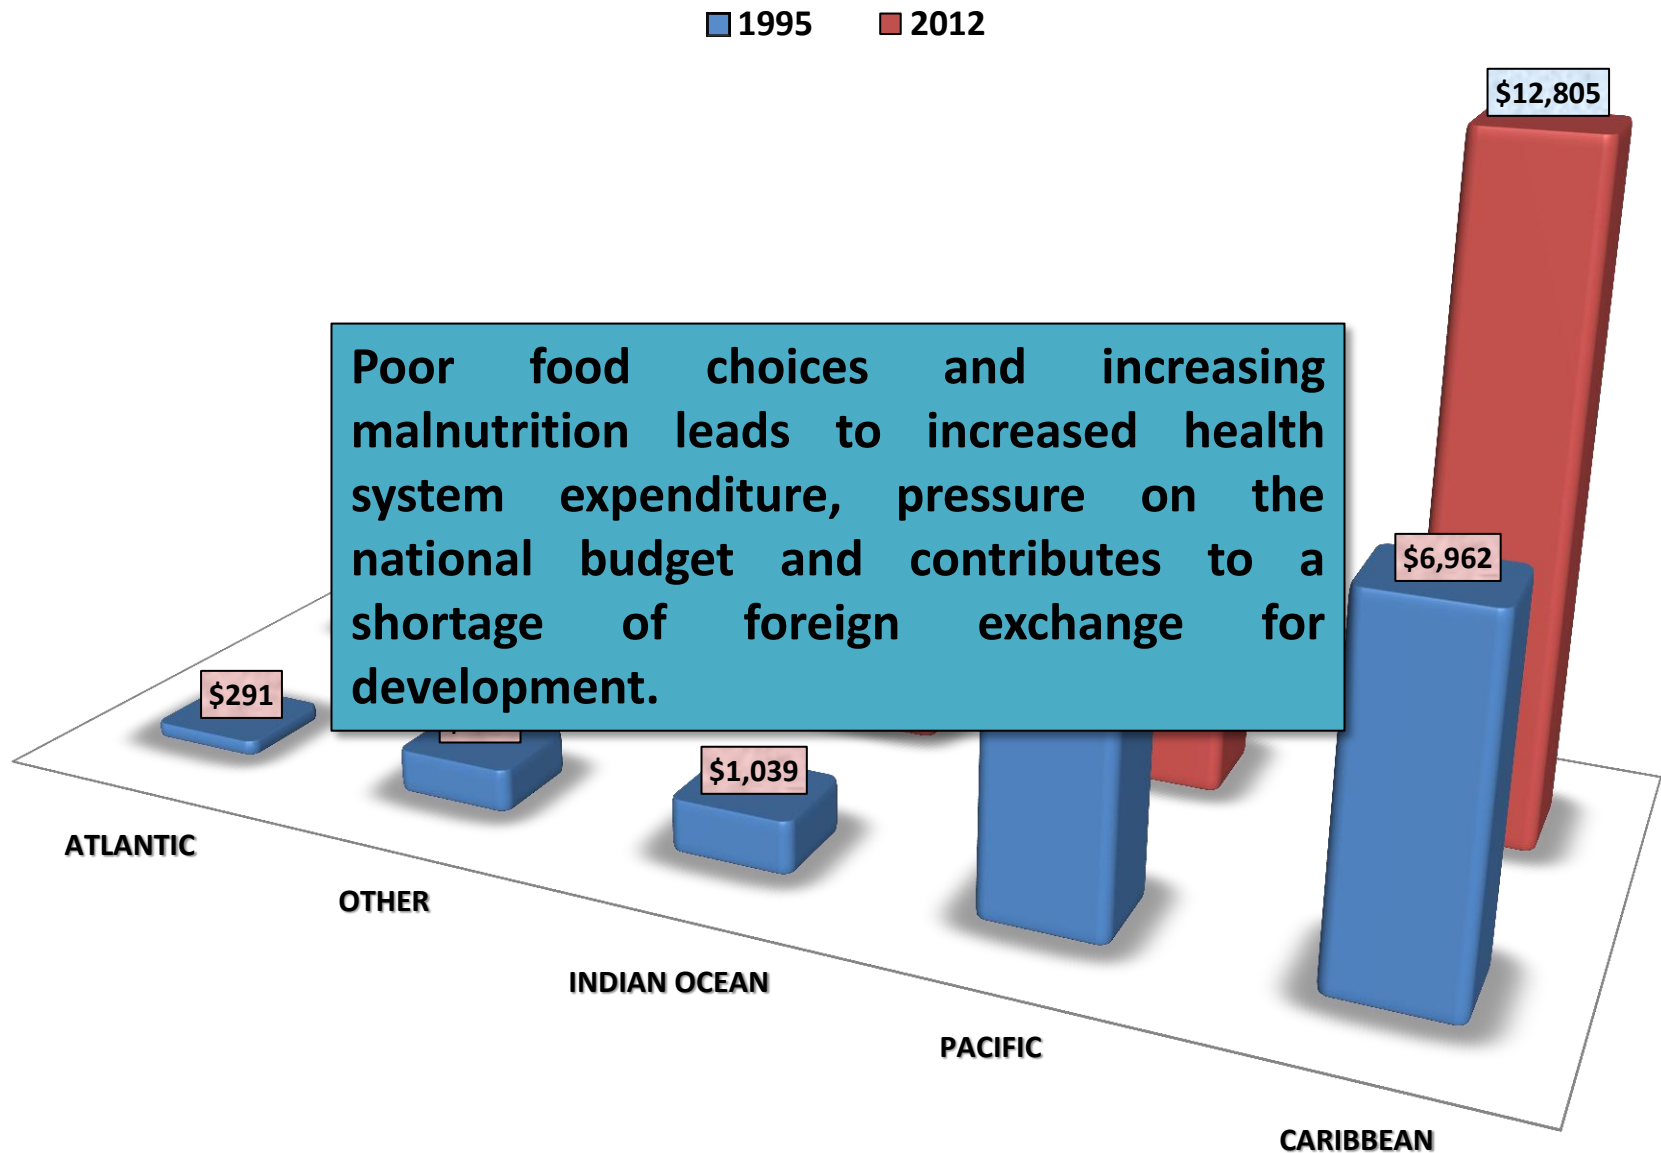 1995 2012
$12,805
Poor food choices and increasing
malnutrition leads to increased health
system expenditure, pressure on the
national budget and contributes to a
shortage of foreign exchange for
development.
$6,962
$291
$1,039
ATLANTIC
OTHER
INDIAN OCEAN
PACIFIC
CARIBBEAN